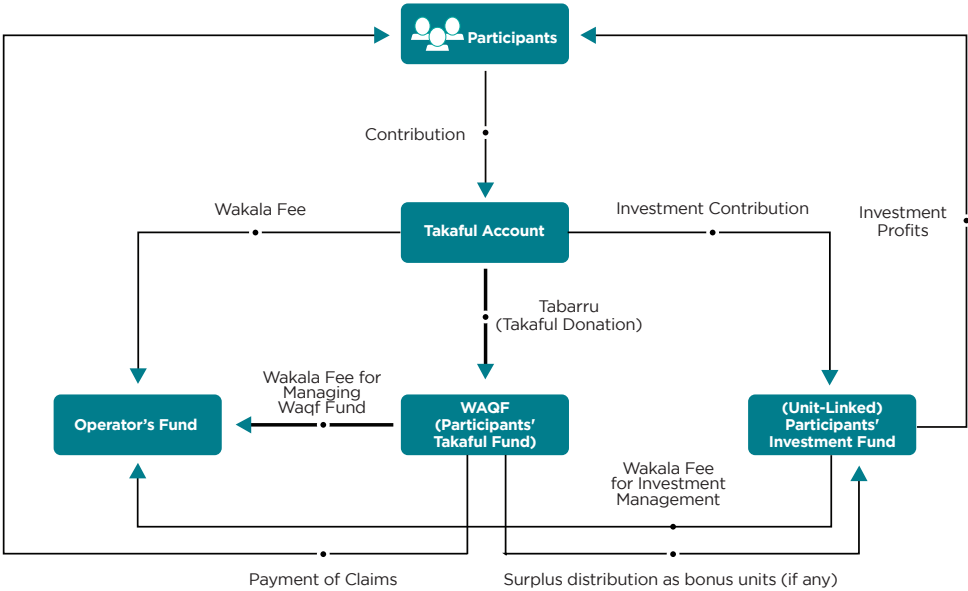 Participants
Contribution
Wakala Fee
Takaful Account
Investment Contribution
Investment
Profits
Tabarru
(Takaful Donation)
Wakala Fee for
Managing
Waqf Fund
Operator's Fund
WAQF
(Participants'
Takaful Fund)
(Unit-Linked)
Participants'
Investment Fund
Wakala Fee
for Investment
Management
Payment of Claims
Surplus distribution as bonus units (if any)